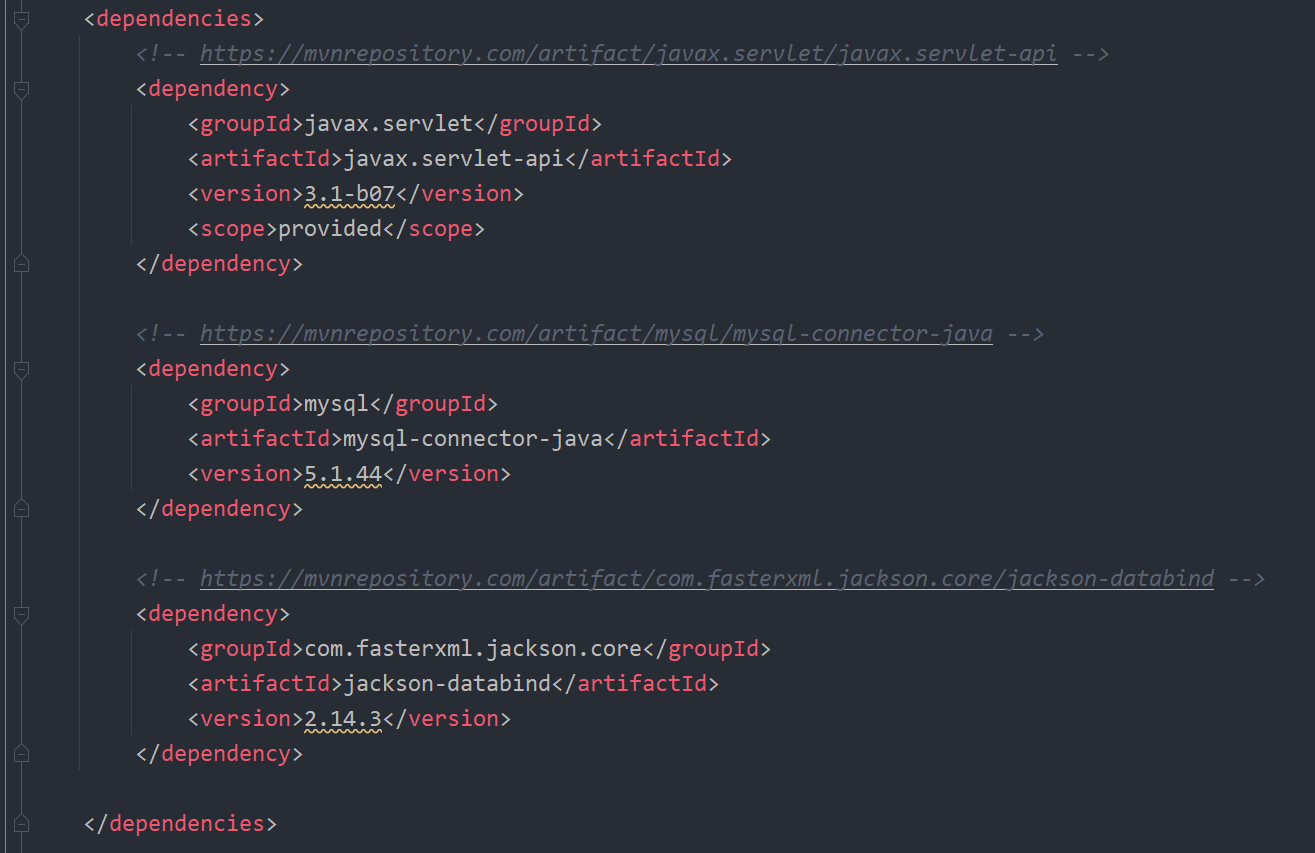 <dependencies>
<!-- https://mvnrepository.com/artifact/javax.servlet/javax.servlet-api -->
<dependency>
<groupId>javax.servlet</groupId>
<artifactId>javax.servlet-api</artifactId>
<version>3.1-b07</version>
<scope>provided</scope>
</dependency>
<!-- https://mvnrepository.com/artifact/mysql/mysql-connector-java -->
<dependency>
<groupId>mysql</groupId>
<artifactId>mysql-connector-java</artifactId>
<version>5.1.44</version>
</dependency>
<!-- https://mvnrepository.com/artifact/com.fasterxml.jackson.core/jackson-databind -->
<dependency>
<groupId>com.fasterxml.jackson.core</groupId>
<artifactId>jackson-databind</artifactId>
<version>2.14.3</version>
</dependency>
</dependencies>